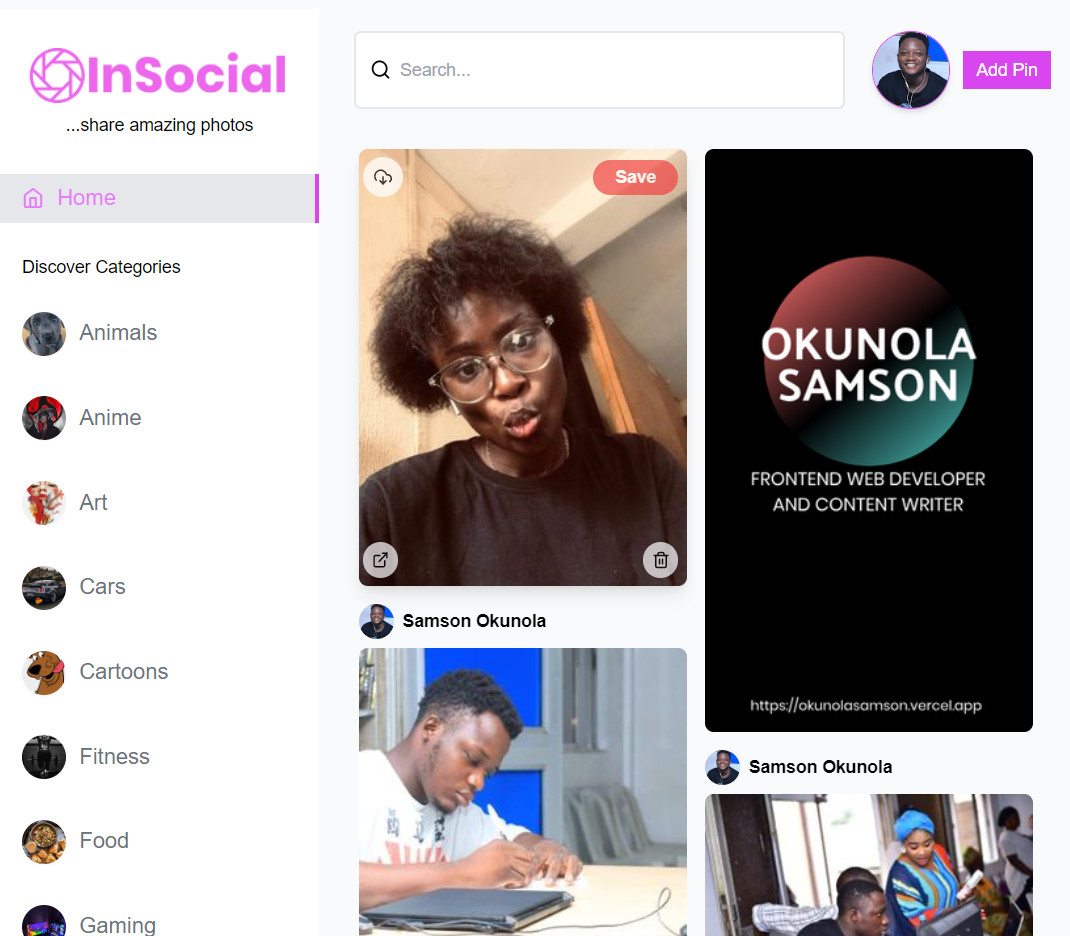 InSocial
...share amazing photos
Home
Discover Categories
Animals
Anime
Art
Cars
Cartoons
Fitness
Food
Gaming
Search...
Add Pin
Save
Samson Okunola
OKUNOLA
SAMSON
FRONTEND WEB DEVELOPER
AND CONTENT WRITER
https://okunolasamson.vercel.app
Samson Okunola